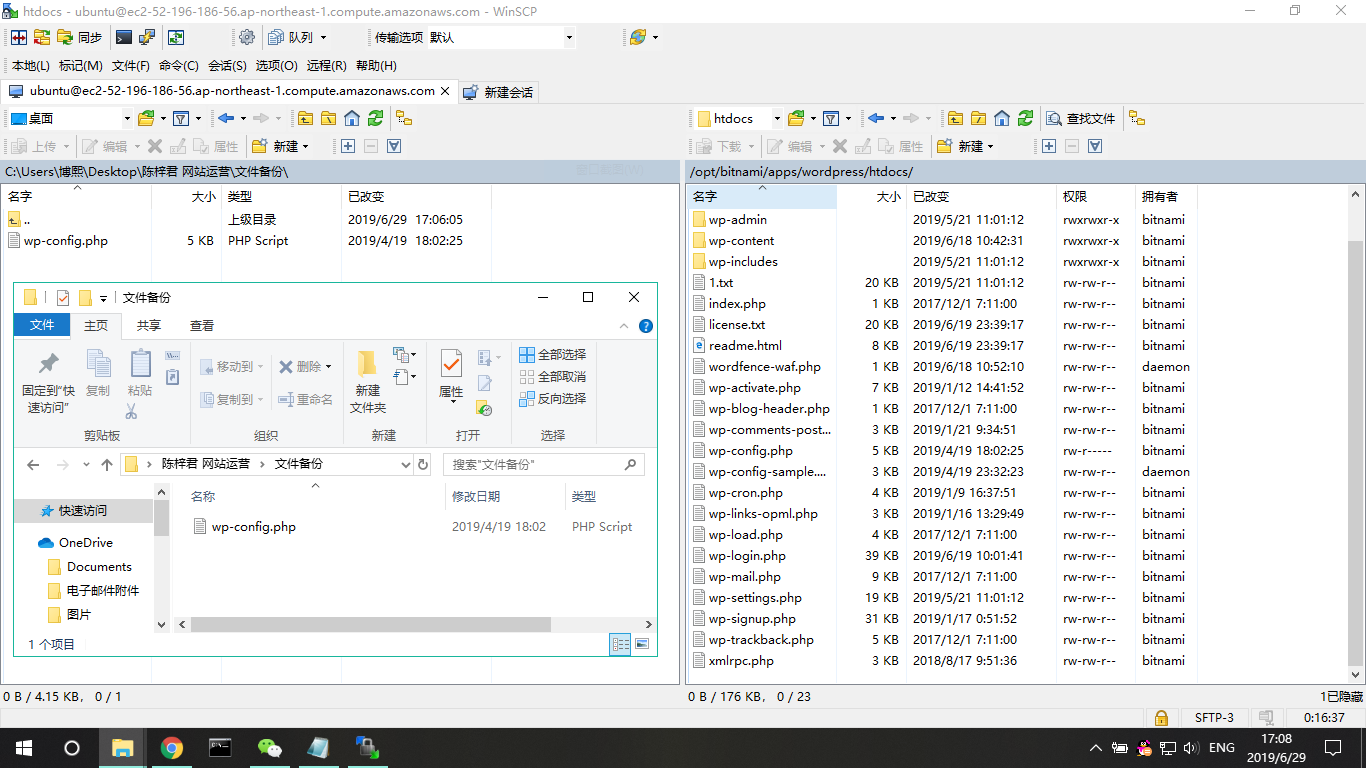 htdocs - ubuntu@ec2-52-196-186-56.ap-northeast-1.compute.amazonaws.com - WinSCP
同步 队列 传输选项 默认
本地(L) 标记(M) 文件(F) 命令(C) 会话(S) 选项(O) 远程(R) 帮助(H)
ubuntu@ec2-52-196-186-56.ap-northeast-1.compute.amazonaws.com × 新建会话
桌面
上传 编辑 属性 新建
C:\Users\博熙\Desktop\陈梓君 网站运营\文件备份\
名字 大小 类型 已改变
.. 上级目录 2019/6/29 17:06:05
wp-config.php 5 KB PHP Script 2019/4/19 18:02:25
文件备份
文件 主页 共享 查看
固定到"快速访问" 复制 粘贴
移动到 删除
复制到 重命名
新建文件夹
属性
全部选择
全部取消
反向选择
剪贴板 组织 新建 打开 选择
陈梓君 网站运营 文件备份 搜索"文件备份"
名称 修改日期 类型
快速访问
wp-config.php 2019/4/19 18:02 PHP Script
OneDrive
Documents
电子邮件附件
图片
1 个项目
0 B / 4.15 KB, 0 / 1
htdocs 查找文件
下载 编辑 属性 新建
/opt/bitnami/apps/wordpress/htdocs/
名字 大小 已改变 权限 拥有者
wp-admin 2019/5/21 11:01:12 rwxrwxr-x bitnami
wp-content 2019/6/18 10:42:31 rwxrwxr-x bitnami
wp-includes 2019/5/21 11:01:12 rwxrwxr-x bitnami
1.txt 20 KB 2019/5/21 11:01:12 rw-rw-r-- bitnami
index.php 1 KB 2017/12/1 7:11:00 rw-rw-r-- bitnami
license.txt 20 KB 2019/6/19 23:39:17 rw-rw-r-- bitnami
readme.html 8 KB 2019/6/19 23:39:17 rw-rw-r-- bitnami
wordfence-waf.php 1 KB 2019/6/18 10:52:10 rw-rw-r-- daemon
wp-activate.php 7 KB 2019/1/12 14:41:52 rw-rw-r-- bitnami
wp-blog-header.php 1 KB 2017/12/1 7:11:00 rw-rw-r-- bitnami
wp-comments-post... 3 KB 2019/1/21 9:34:51 rw-rw-r-- bitnami
wp-config.php 5 KB 2019/4/19 18:02:25 rw-r----- bitnami
wp-config-sample.... 3 KB 2019/4/19 23:32:23 rw-rw-r-- daemon
wp-cron.php 4 KB 2019/1/9 16:37:51 rw-rw-r-- bitnami
wp-links-opml.php 3 KB 2019/1/16 13:29:49 rw-rw-r-- bitnami
wp-load.php 4 KB 2017/12/1 7:11:00 rw-rw-r-- bitnami
wp-login.php 39 KB 2019/6/19 10:01:41 rw-rw-r-- bitnami
wp-mail.php 9 KB 2017/12/1 7:11:00 rw-rw-r-- bitnami
wp-settings.php 19 KB 2019/5/21 11:01:12 rw-rw-r-- bitnami
wp-signup.php 31 KB 2019/1/17 0:51:52 rw-rw-r-- bitnami
wp-trackback.php 5 KB 2017/12/1 7:11:00 rw-rw-r-- bitnami
xmlrpc.php 3 KB 2018/8/17 9:51:36 rw-rw-r-- bitnami
0 B / 176 KB, 0 / 23 1已隐藏
SFTP-3 0:16:37
ENG 17:08
2019/6/29